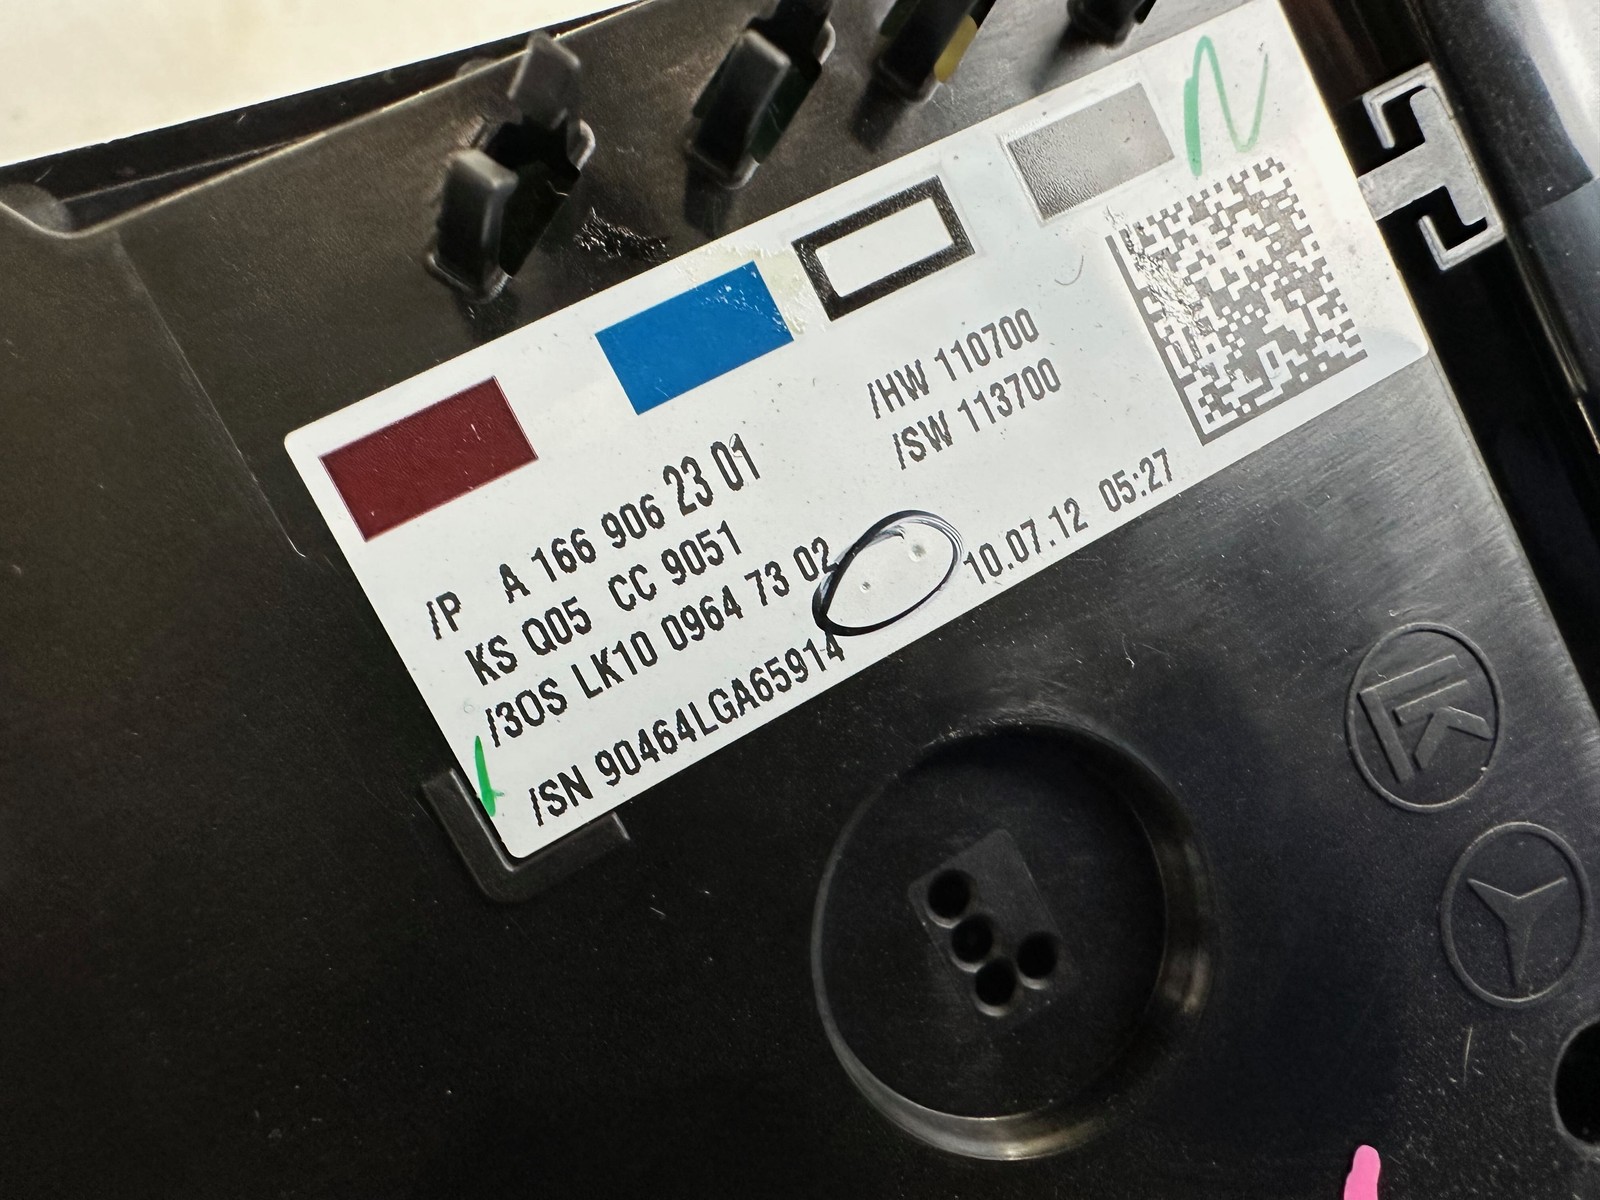 /P A 166 906 23 01
KS Q05 CC 9051
/3OS LK10 0964 73 02
/SN 90464LGA65914
/HW 110700
/SW 113700
10.07.12 05:27